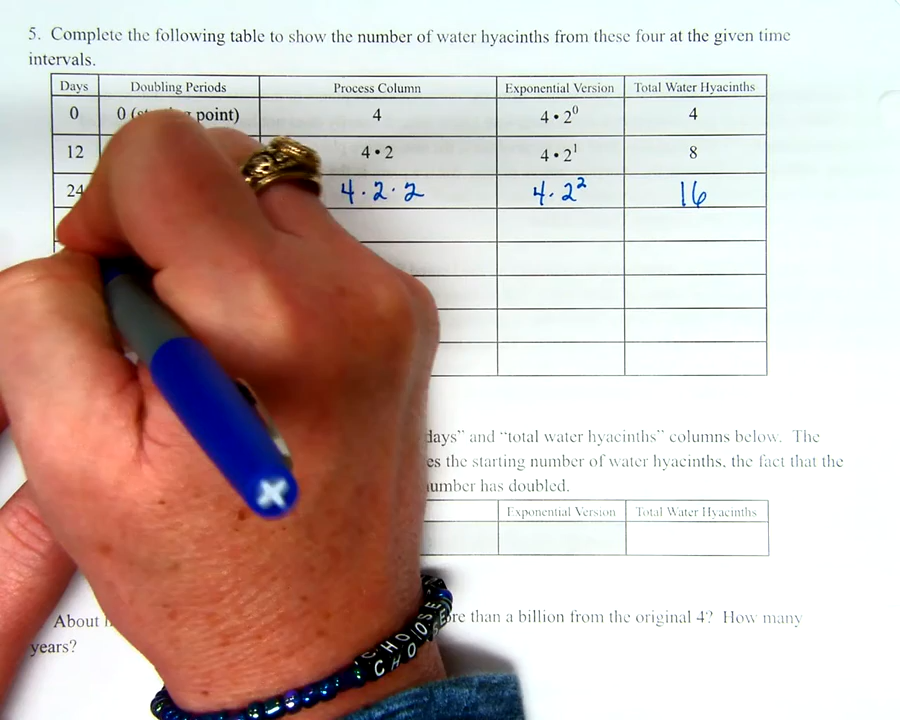 5. Complete the following table to show the number of water hyacinths from these four at the given time
intervals.
Days Doubling Periods Process Column Exponential Version Total Water Hyacinths
0 0 ( point) 4 4 • 2⁰ 4
12 4 • 2 4 • 2¹ 8
24 4 · 2 · 2 4 · 2² 16
days” and “total water hyacinths” columns below. The
es the starting number of water hyacinths, the fact that the
umber has doubled.
Exponential Version Total Water Hyacinths
About re than a billion from the original 4? How many
years?
CHOOSE
CHO